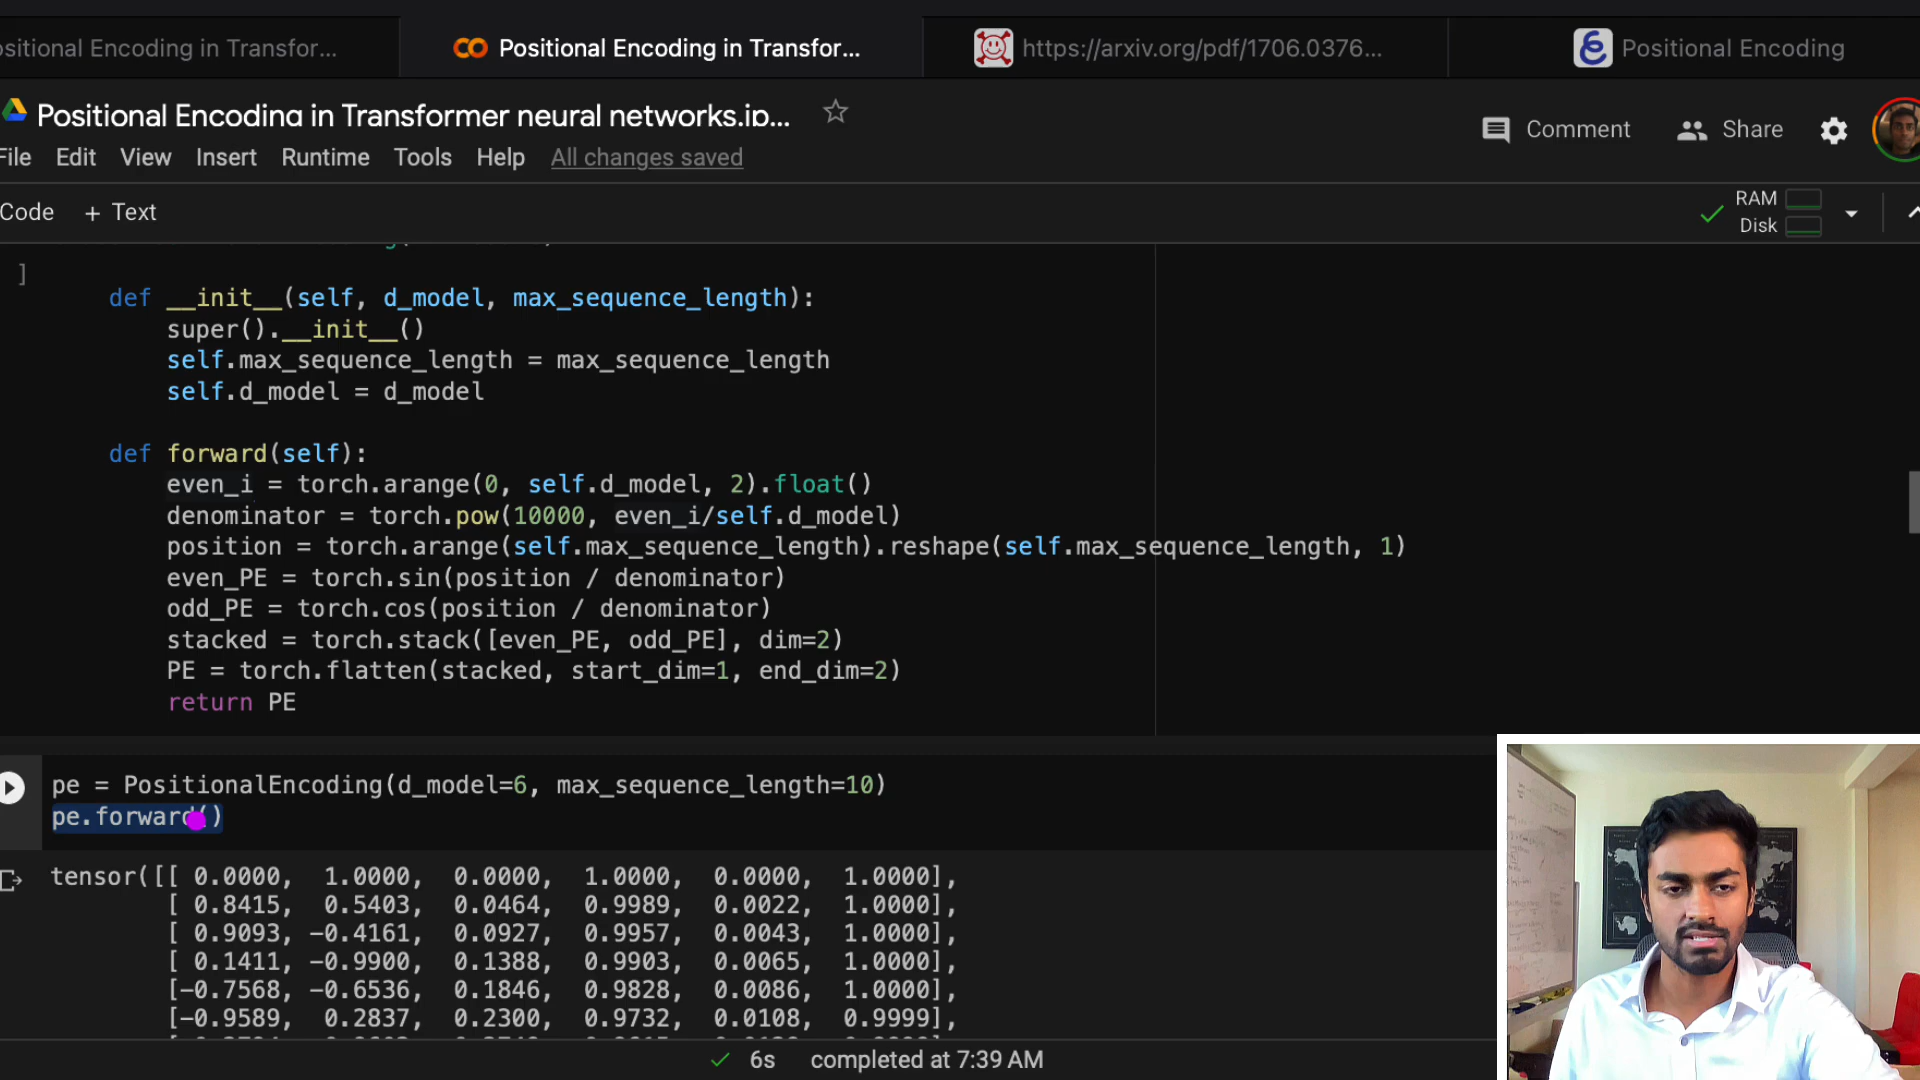 ositional Encoding in Transfor...
Positional Encoding in Transfor...
https://arxiv.org/pdf/1706.0376...
Positional Encoding
Positional Encoding in Transformer neural networks.ip...
Comment
Share
File Edit View Insert Runtime Tools Help All changes saved
Code + Text
RAM
Disk
]
def __init__(self, d_model, max_sequence_length):
super().__init__()
self.max_sequence_length = max_sequence_length
self.d_model = d_model
def forward(self):
even_i = torch.arange(0, self.d_model, 2).float()
denominator = torch.pow(10000, even_i/self.d_model)
position = torch.arange(self.max_sequence_length).reshape(self.max_sequence_length, 1)
even_PE = torch.sin(position / denominator)
odd_PE = torch.cos(position / denominator)
stacked = torch.stack([even_PE, odd_PE], dim=2)
PE = torch.flatten(stacked, start_dim=1, end_dim=2)
return PE
pe = PositionalEncoding(d_model=6, max_sequence_length=10)
pe.forward()
tensor([[ 0.0000, 1.0000, 0.0000, 1.0000, 0.0000, 1.0000],
[ 0.8415, 0.5403, 0.0464, 0.9989, 0.0022, 1.0000],
[ 0.9093, -0.4161, 0.0927, 0.9957, 0.0043, 1.0000],
[ 0.1411, -0.9900, 0.1388, 0.9903, 0.0065, 1.0000],
[-0.7568, -0.6536, 0.1846, 0.9828, 0.0086, 1.0000],
[-0.9589, 0.2837, 0.2300, 0.9732, 0.0108, 0.9999],
6s completed at 7:39 AM